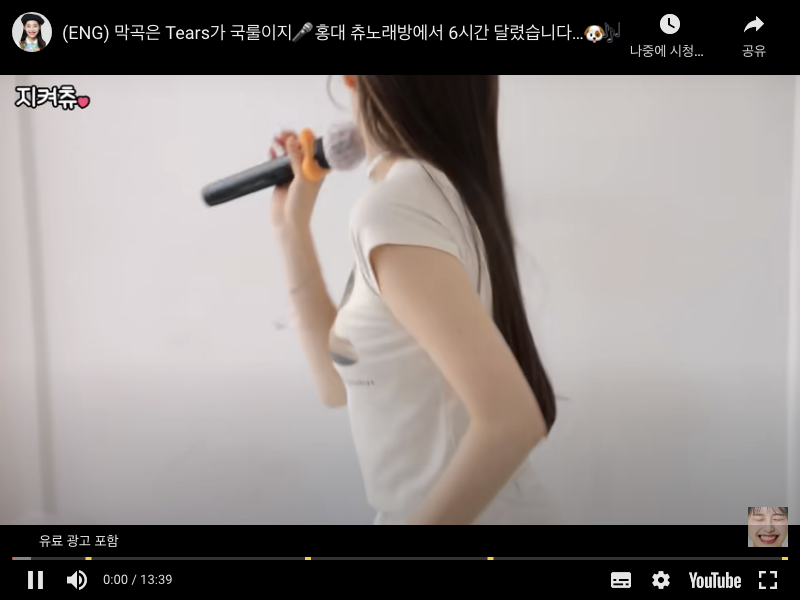 (ENG) 막곡은 Tears가 국룰이지🎤홍대 츄노래방에서 6시간 달렸습니다...🐶🎶
나중에 시청...
공유
지켜츄
유료 광고 포함
0:00 / 13:39
YouTube